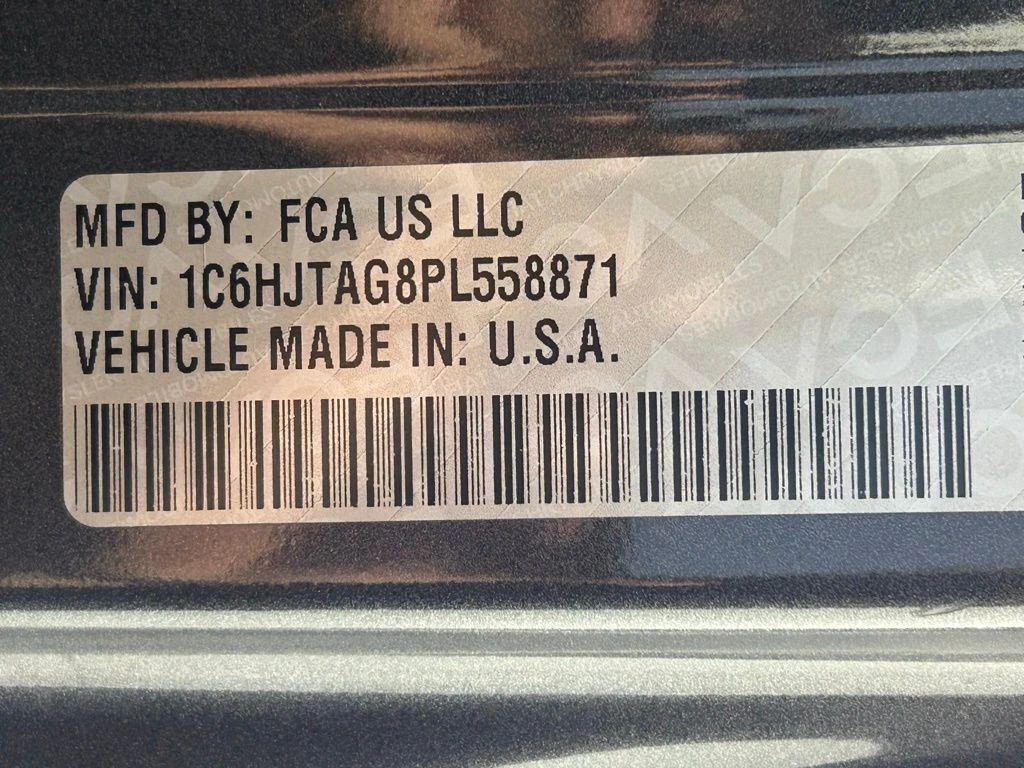 MFD BY: FCA US LLC
VIN: 1C6HJTAG8PL558871
VEHICLE MADE IN: U.S.A.